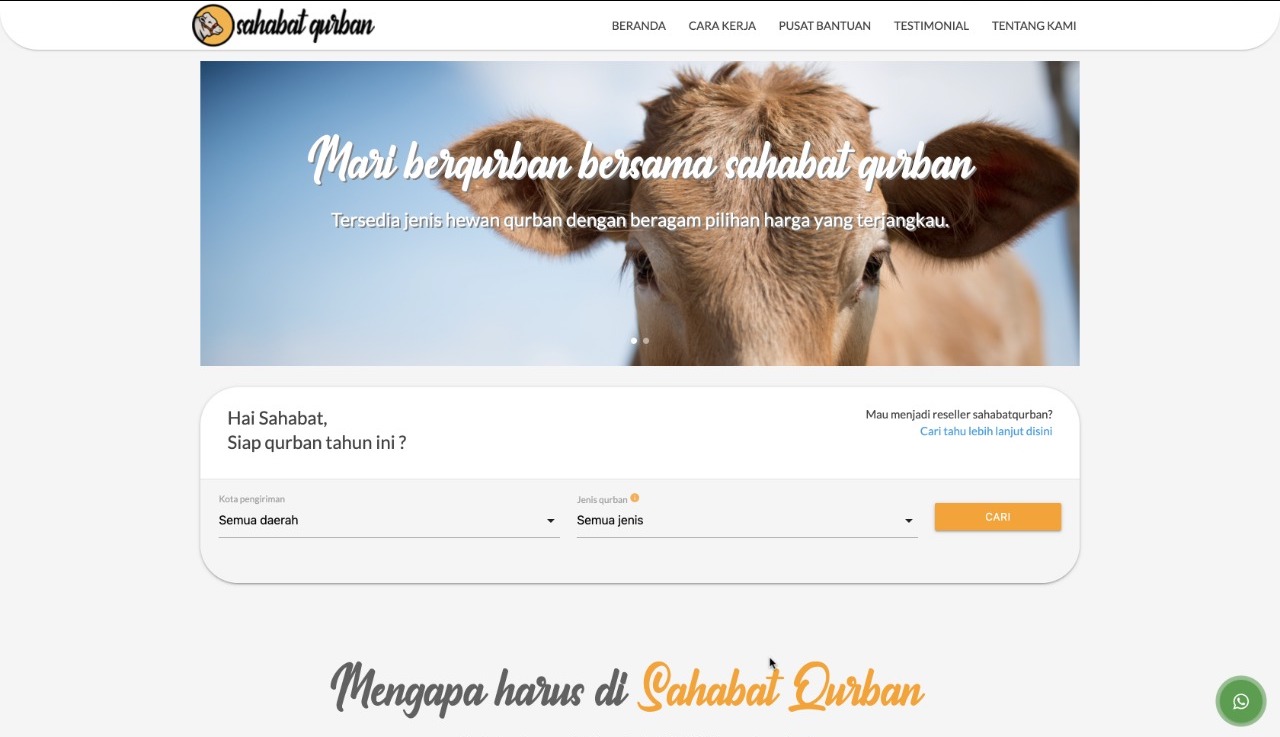 sahabat qurban
BERANDA CARA KERJA PUSAT BANTUAN TESTIMONIAL TENTANG KAMI
Mari berqurban bersama sahabat qurban
Tersedia jenis hewan qurban dengan beragam pilihan harga yang terjangkau.
Hai Sahabat,
Siap qurban tahun ini ?
Mau menjadi reseller sahabatqurban?
Cari tahu lebih lanjut disini
Kota pengiriman
Semua daerah
Jenis qurban
Semua jenis
CARI
Mengapa harus di Sahabat Qurban